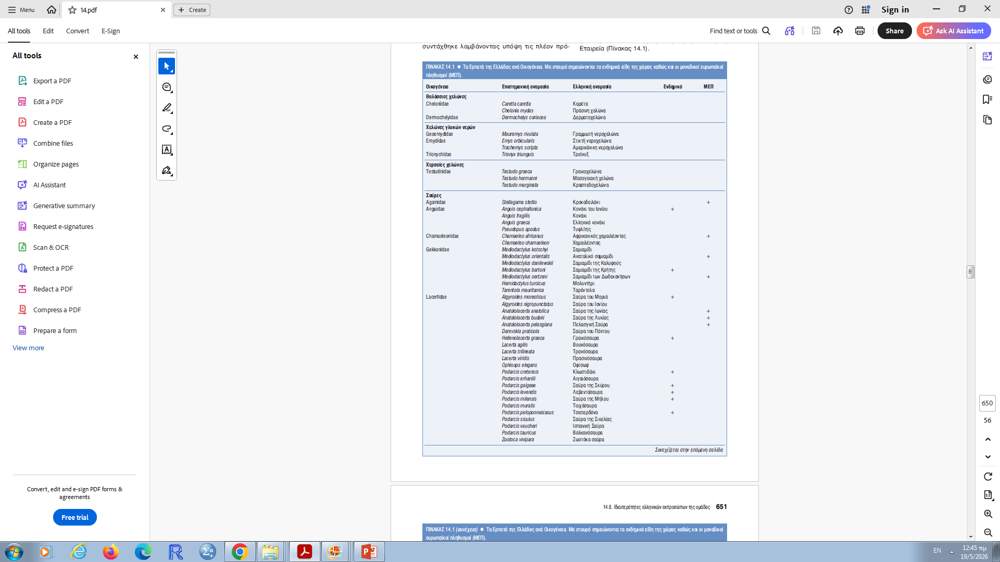 Menu
14.pdf
Create
Sign in
All tools
Edit
Convert
E-Sign
Find text or tools
Share
Ask AI Assistant
All tools
Export a PDF
Edit a PDF
Create a PDF
Combine files
Organize pages
AI Assistant
Generative summary
Request e-signatures
Scan & OCR
Protect a PDF
Redact a PDF
Compress a PDF
Prepare a form
View more
Convert, edit and e-sign PDF forms &
agreements
Free trial
συντάχθηκε λαμβάνοντας υπόψη τις πλέον πρό-
Εταιρεία (Πίνακας 14.1).
ΠΙΝΑΚΑΣ 14.1 ■ Τα Ερπετά της Ελλάδας ανά Οικογένεια. Με σταυρό σημειώνονται τα ενδημικά είδη της χώρας καθώς και οι μοναδικοί ευρωπαϊκοί
πληθυσμοί (ΜΕΠ).
Οικογένεια Επιστημονική ονομασία Ελληνική ονομασία Ενδημικό ΜΕΠ
Θαλάσσιες χελώνες
Cheloniidae Caretta caretta Καρέτα
Chelonia mydas Πράσινη χελώνα
Dermochelyidae Dermochelys coriacea Δερματοχελώνα
Χελώνες γλυκών νερών
Geoemydidae Mauremys rivulata Γραμμωτή νεροχελώνα
Emydidae Emys orbicularis Στικτή νεροχελώνα
Trachemys scripta Αμερικάνικη νεροχελώνα
Trionychidae Trionyx triunguis Τριόνυξ
Χερσαίες χελώνες
Testudinidae Testudo graeca Γραικοχελώνα
Testudo hermanni Μεσογειακή χελώνα
Testudo marginata Κρασπεδοχελώνα
Σαύρες
Agamidae Stellagama stellio Κροκοδειλάκι +
Anguidae Anguis cephallonica Κονάκι του Ιονίου +
Anguis fragilis Κονάκι
Anguis graeca Ελληνικό κονάκι
Pseudopus apodus Τυφλίτης
Chamaeleonidae Chamaeleo africanus Αφρικανικός χαμαιλέοντας +
Chamaeleo chamaeleon Χαμαιλέοντας
Gekkonidae Mediodactylus kotschyi Σαμιαμίδι
Mediodactylus orientalis Ανατολικό σαμιαμίδι +
Mediodactylus danilewskii Σαμιαμίδι της Καλυψούς
Mediodactylus bartoni Σαμιαμίδι της Κρήτης +
Mediodactylus oertzeni Σαμιαμίδι των Δωδεκανήσων +
Hemidactylus turcicus Μολυντήρι
Tarentola mauritanica Ταρέντολα
Lacertidae Algyroides moreoticus Σαύρα του Μοριά +
Algyroides nigropunctatus Σαύρα του Ιονίου
Anatololacerta anatolica Σαύρα της Ιωνίας +
Anatololacerta budaki Σαύρα της Λυκίας +
Anatololacerta pelasgiana Πελασγική Σαύρα +
Darevskia praticola Σαύρα του Πόντου
Hellenolacerta graeca Γραικόσαυρα +
Lacerta agilis Βουνόσαυρα
Lacerta trilineata Τρανόσαυρα
Lacerta viridis Πρασινόσαυρα
Ophisops elegans Οφίσωψ
Podarcis cretensis Κλωστιδάκι +
Podarcis erhardii Αιγαιόσαυρα
Podarcis gaigeae Σαύρα της Σκύρου +
Podarcis levendis Λεβεντόσαυρα +
Podarcis milensis Σαύρα της Μήλου +
Podarcis muralis Τοιχόσαυρα
Podarcis peloponnesiacus Τσαπερδόνα +
Podarcis siculus Σαύρα της Σικελίας
Podarcis vaucheri Ισπανική Σαύρα
Podarcis tauricus Βαλκανόσαυρα
Zootoca vivipara Ζωοτόκα σαύρα
Συνεχίζεται στην επόμενη σελίδα
14.8. Ιδιαιτερότητες ελληνικών εκπροσώπων της ομάδας 651
ΠΙΝΑΚΑΣ 14.1 (συνέχεια) ■ Τα Ερπετά της Ελλάδας ανά Οικογένεια. Με σταυρό σημειώνονται τα ενδημικά είδη της χώρας καθώς και οι μοναδικοί
ευρωπαϊκοί πληθυσμοί (ΜΕΠ).
650
56
EN
12:45 πμ
19/5/2026